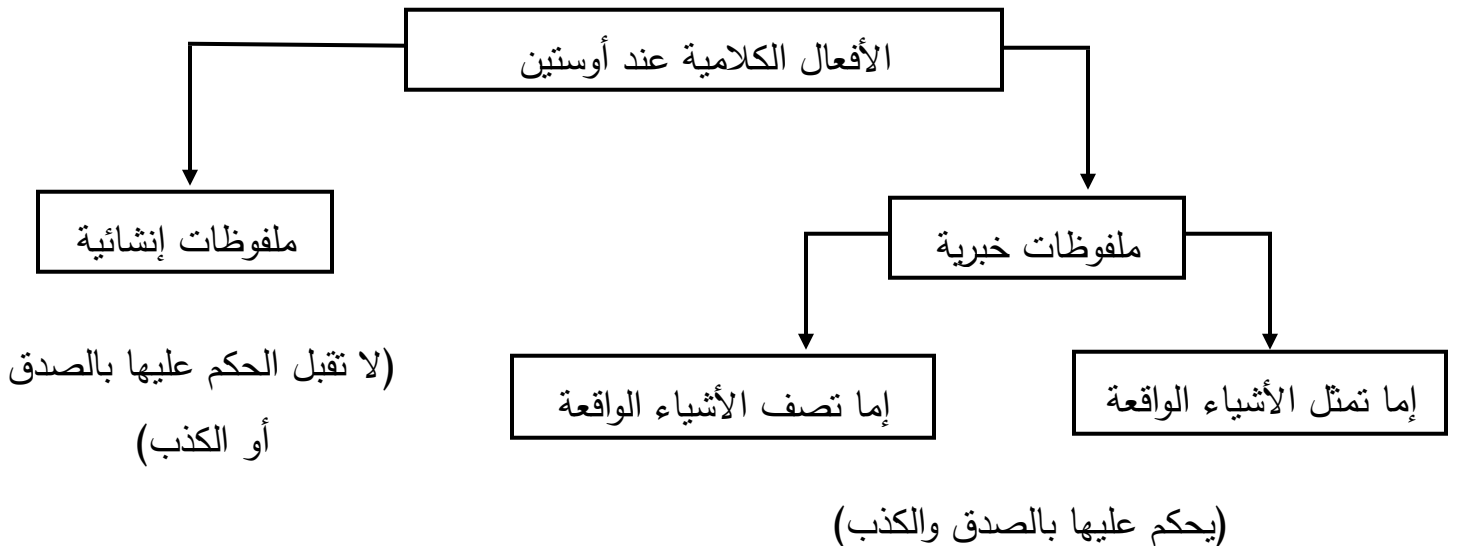 الأفعال الكلامية عند أوستين
ملفوظات خبرية
ملفوظات إنشائية
إما تمثل الأشياء الواقعة
إما تصف الأشياء الواقعة
(لا تقبل الحكم عليها بالصدق
أو الكذب)
(يحكم عليها بالصدق والكذب)